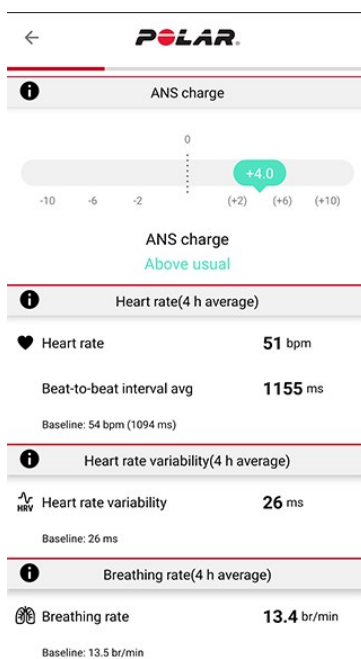 POLAR.
ANS charge
0
+4.0
-10 -6 -2 (+2) (+6) (+10)
ANS charge
Above usual
Heart rate(4 h average)
Heart rate 51 bpm
Beat-to-beat interval avg 1155 ms
Baseline: 54 bpm (1094 ms)
Heart rate variability(4 h average)
HRV Heart rate variability 26 ms
Baseline: 26 ms
Breathing rate(4 h average)
Breathing rate 13.4 br/min
Baseline: 13.5 br/min